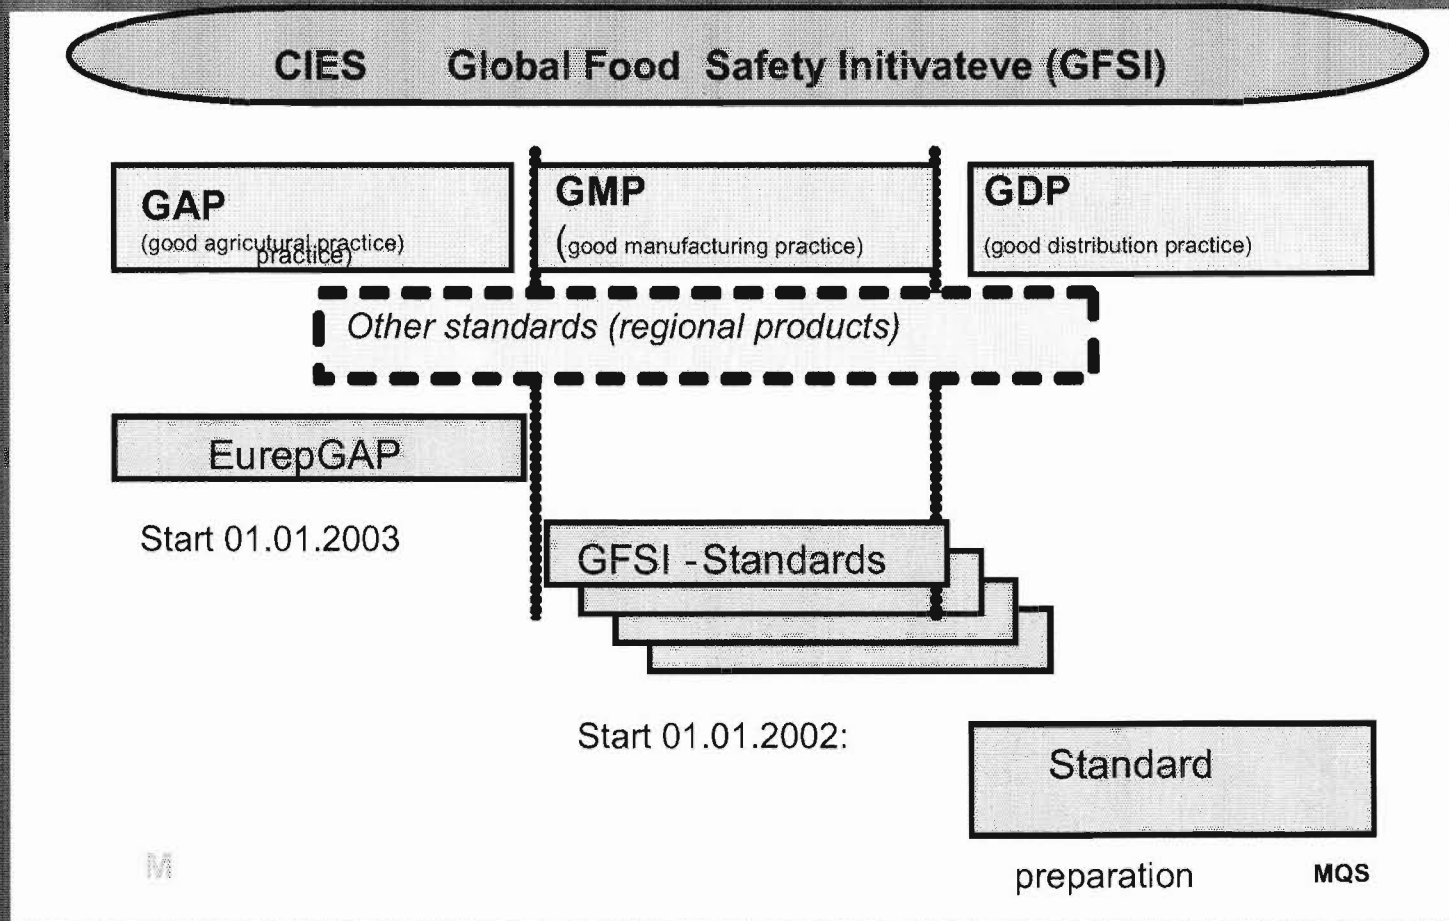 CIES Global Food Safety Initivateve (GFSI)
GAP
(good agricutural practice)
practice)
GMP
(good manufacturing practice)
GDP
(good distribution practice)
Other standards (regional products)
EurepGAP
Start 01.01.2003
GFSI - Standards
Start 01.01.2002:
Standard
preparation
MQS
M